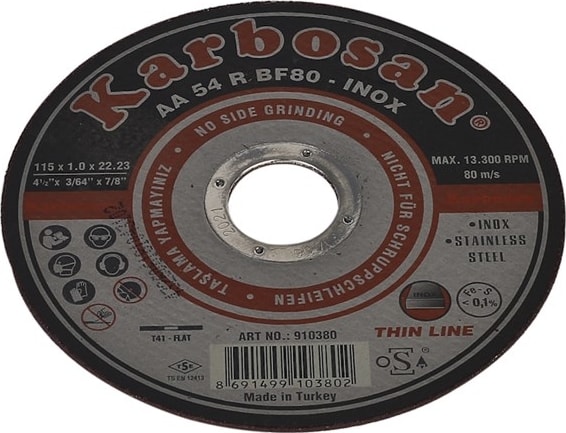 Karbosan®
AA 54 R BF80 - INOX
NO SIDE GRINDING
NICHT FÜR SCHRUPPSCHLEIFEN
TAŞLAMA YAPMAYINIZ
115 x 1.0 x 22.23
4½"x 3/64"x 7/8"
MAX. 13.300 RPM
80 m/s
• INOX
• STAINLESS
STEEL
INOX
Fe-S
< 0,1%
THIN LINE
T41 - FLAT
ART NO.: 910380
TSE
TS EN 12413
oSa
8 691499 103802
Made in Turkey